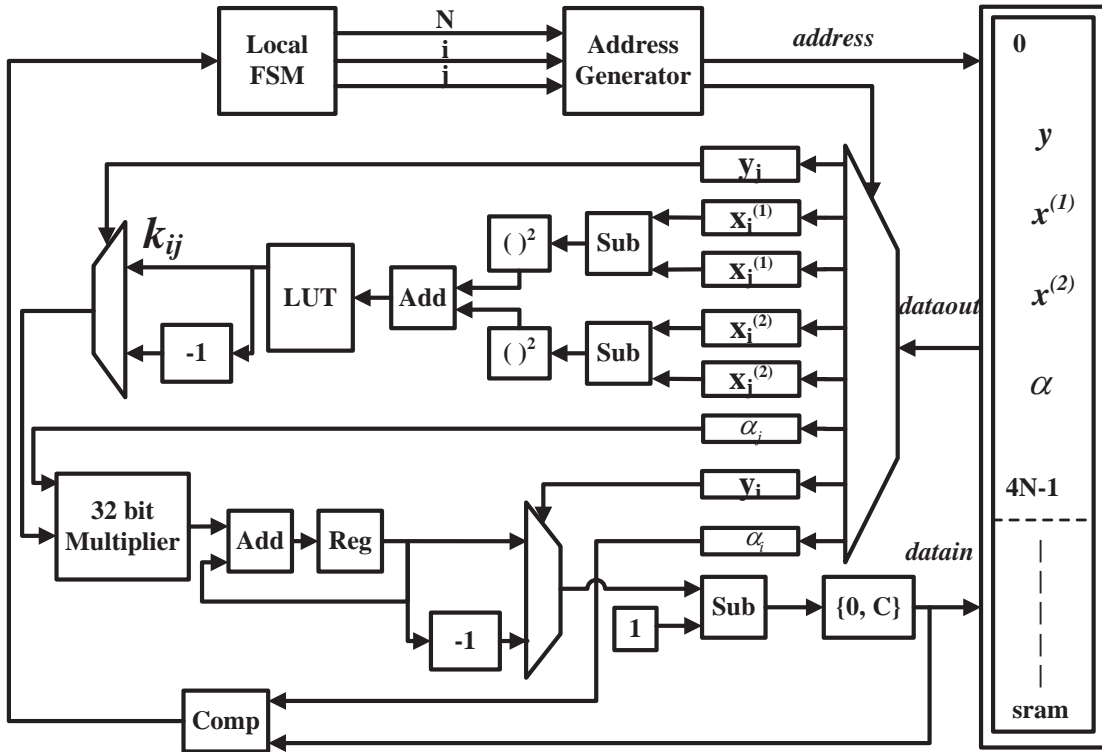 N
Local FSM
i
j
Address Generator
address
0
y
x^(1)
x^(2)
α
4N-1
sram
dataout
datain
y_j
x_i^(1)
x_j^(1)
x_i^(2)
x_j^(2)
α_j
y_i
α_i
k_ij
( )^2
Sub
LUT
Add
( )^2
Sub
-1
32 bit Multiplier
Add
Reg
-1
1
Sub
{0, C}
Comp